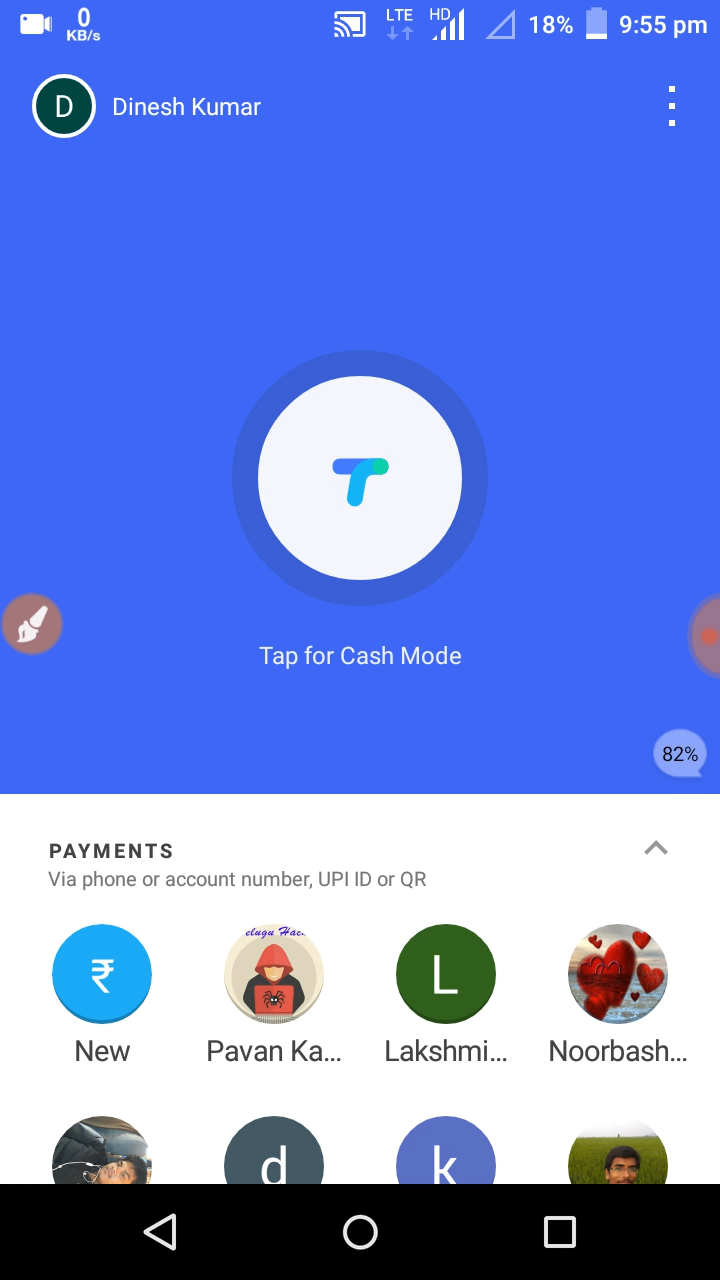 0
KB/s
LTE HD 18% 9:55 pm
D Dinesh Kumar
Tap for Cash Mode
82%
PAYMENTS
Via phone or account number, UPI ID or QR
₹ L
New Pavan Ka... Lakshmi... Noorbash...
d k